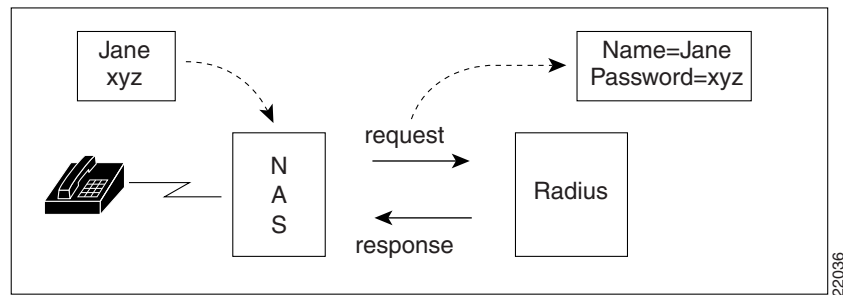 Jane
xyz
Name=Jane
Password=xyz
request
N
A
S
Radius
response
22036